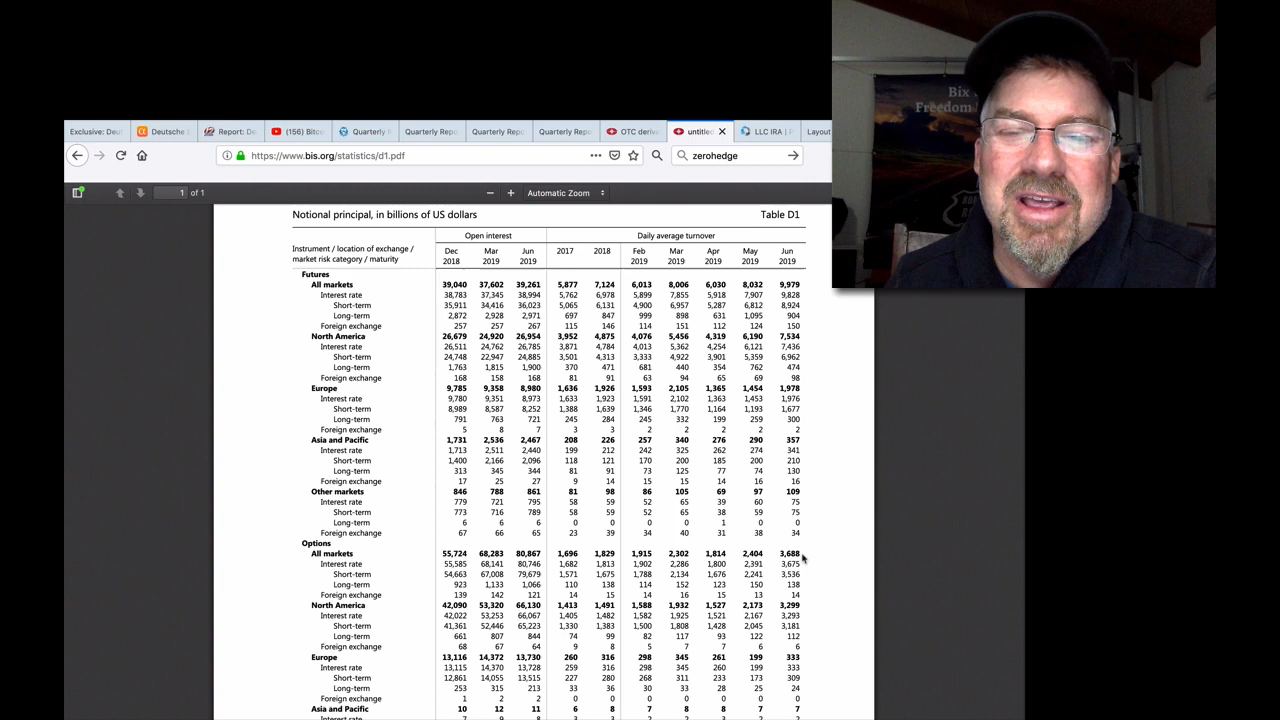 Bix
Freedom
Exclusive: Deu
Deutsche
Report: De
(156) Bitc
Quarterly
Quarterly Repo
Quarterly Repo
Quarterly Repo
OTC deriva
untitled
LLC IRA | P
Layout
https://www.bis.org/statistics/d1.pdf
zerohedge
1 of 1
Automatic Zoom
Notional principal, in billions of US dollars Table D1
Open interest Daily average turnover
Instrument / location of exchange / market risk category / maturity
Dec 2018 Mar 2019 Jun 2019 2017 2018 Feb 2019 Mar 2019 Apr 2019 May 2019 Jun 2019
Futures
All markets 39,040 37,602 39,261 5,877 7,124 6,013 8,006 6,030 8,032 9,979
Interest rate 38,783 37,345 38,994 5,762 6,978 5,899 7,855 5,918 7,907 9,828
Short-term 35,911 34,416 36,023 5,065 6,131 4,900 6,957 5,287 6,812 8,924
Long-term 2,872 2,928 2,971 697 847 999 898 631 1,095 904
Foreign exchange 257 257 267 115 146 114 151 112 124 150
North America 26,679 24,920 26,954 3,952 4,875 4,076 5,456 4,319 6,190 7,534
Interest rate 26,511 24,762 26,785 3,871 4,784 4,013 5,362 4,254 6,121 7,436
Short-term 24,748 22,947 24,885 3,501 4,313 3,333 4,922 3,901 5,359 6,962
Long-term 1,763 1,815 1,900 370 471 681 440 354 762 474
Foreign exchange 168 158 168 81 91 63 94 65 69 98
Europe 9,785 9,358 8,980 1,636 1,926 1,593 2,105 1,365 1,454 1,978
Interest rate 9,780 9,351 8,973 1,633 1,923 1,591 2,102 1,363 1,453 1,976
Short-term 8,989 8,587 8,252 1,388 1,639 1,346 1,770 1,164 1,193 1,677
Long-term 791 763 721 245 284 245 332 199 259 300
Foreign exchange 5 8 7 3 3 2 2 2 2 2
Asia and Pacific 1,731 2,536 2,467 208 226 257 340 276 290 357
Interest rate 1,713 2,511 2,440 199 212 242 325 262 274 341
Short-term 1,400 2,166 2,096 118 121 170 200 185 200 210
Long-term 313 345 344 81 91 73 125 77 74 130
Foreign exchange 17 25 27 9 14 15 15 14 16 16
Other markets 846 788 861 81 98 86 105 69 97 109
Interest rate 779 721 795 58 59 52 65 39 60 75
Short-term 773 716 789 58 59 52 65 38 59 75
Long-term 6 6 6 0 0 0 0 1 0 0
Foreign exchange 67 66 65 23 39 34 40 31 38 34
Options
All markets 55,724 68,283 80,867 1,696 1,829 1,915 2,302 1,814 2,404 3,688
Interest rate 55,585 68,141 80,746 1,682 1,813 1,902 2,286 1,800 2,391 3,675
Short-term 54,663 67,008 79,679 1,571 1,675 1,788 2,134 1,676 2,241 3,536
Long-term 923 1,133 1,066 110 138 114 152 123 150 138
Foreign exchange 139 142 121 14 15 14 16 15 13 14
North America 42,090 53,320 66,130 1,413 1,491 1,588 1,932 1,527 2,173 3,299
Interest rate 42,022 53,253 66,067 1,405 1,482 1,582 1,925 1,521 2,167 3,293
Short-term 41,361 52,446 65,223 1,330 1,383 1,500 1,808 1,428 2,045 3,181
Long-term 661 807 844 74 99 82 117 93 122 112
Foreign exchange 68 67 64 9 8 5 7 7 6 6
Europe 13,116 14,372 13,730 260 316 298 345 261 199 333
Interest rate 13,115 14,370 13,728 259 316 298 345 260 199 333
Short-term 12,861 14,055 13,515 227 280 268 311 233 173 309
Long-term 253 315 213 33 36 30 33 28 25 24
Foreign exchange 1 2 2 0 0 0 0 0 0 0
Asia and Pacific 10 12 11 6 8 7 8 8 7 7